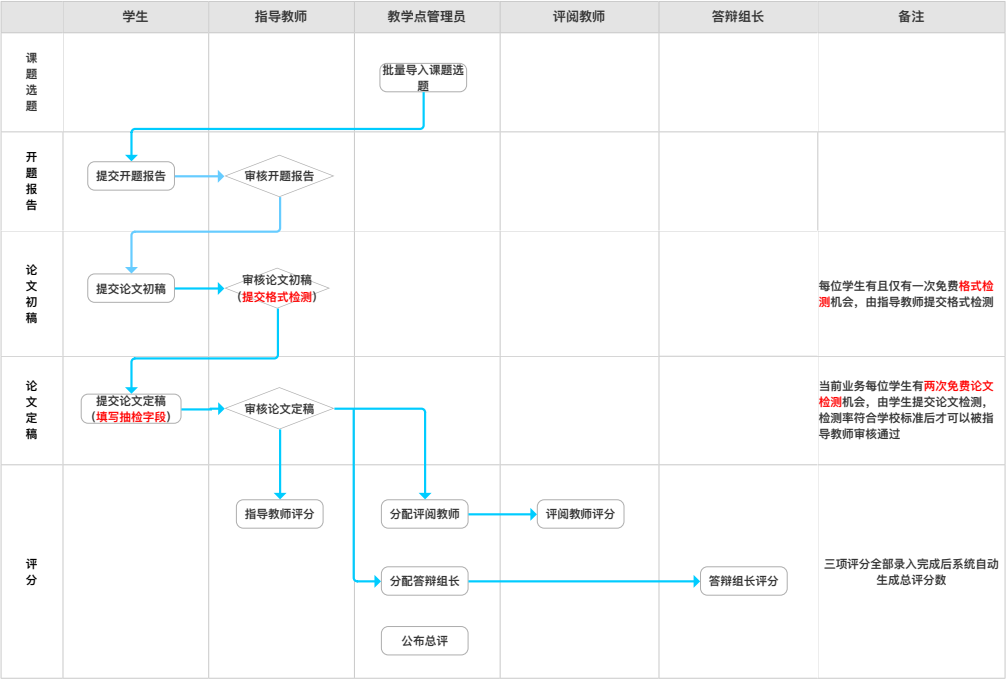 学生
指导教师
教学点管理员
评阅教师
答辩组长
备注
课
题
选
题
批量导入课题选
题
开
题
报
告
提交开题报告
审核开题报告
论
文
初
稿
提交论文初稿
审核论文初稿
（提交格式检测）
每位学生有且仅有一次免费格式检
测机会，由指导教师提交格式检测
论
文
定
稿
提交论文定稿
（填写抽检字段）
审核论文定稿
当前业务每位学生有两次免费论文
检测机会，由学生提交论文检测，
检测率符合学校标准后才可以被指
导教师审核通过
评
分
指导教师评分
分配评阅教师
评阅教师评分
分配答辩组长
答辩组长评分
公布总评
三项评分全部录入完成后系统自动
生成总评分数